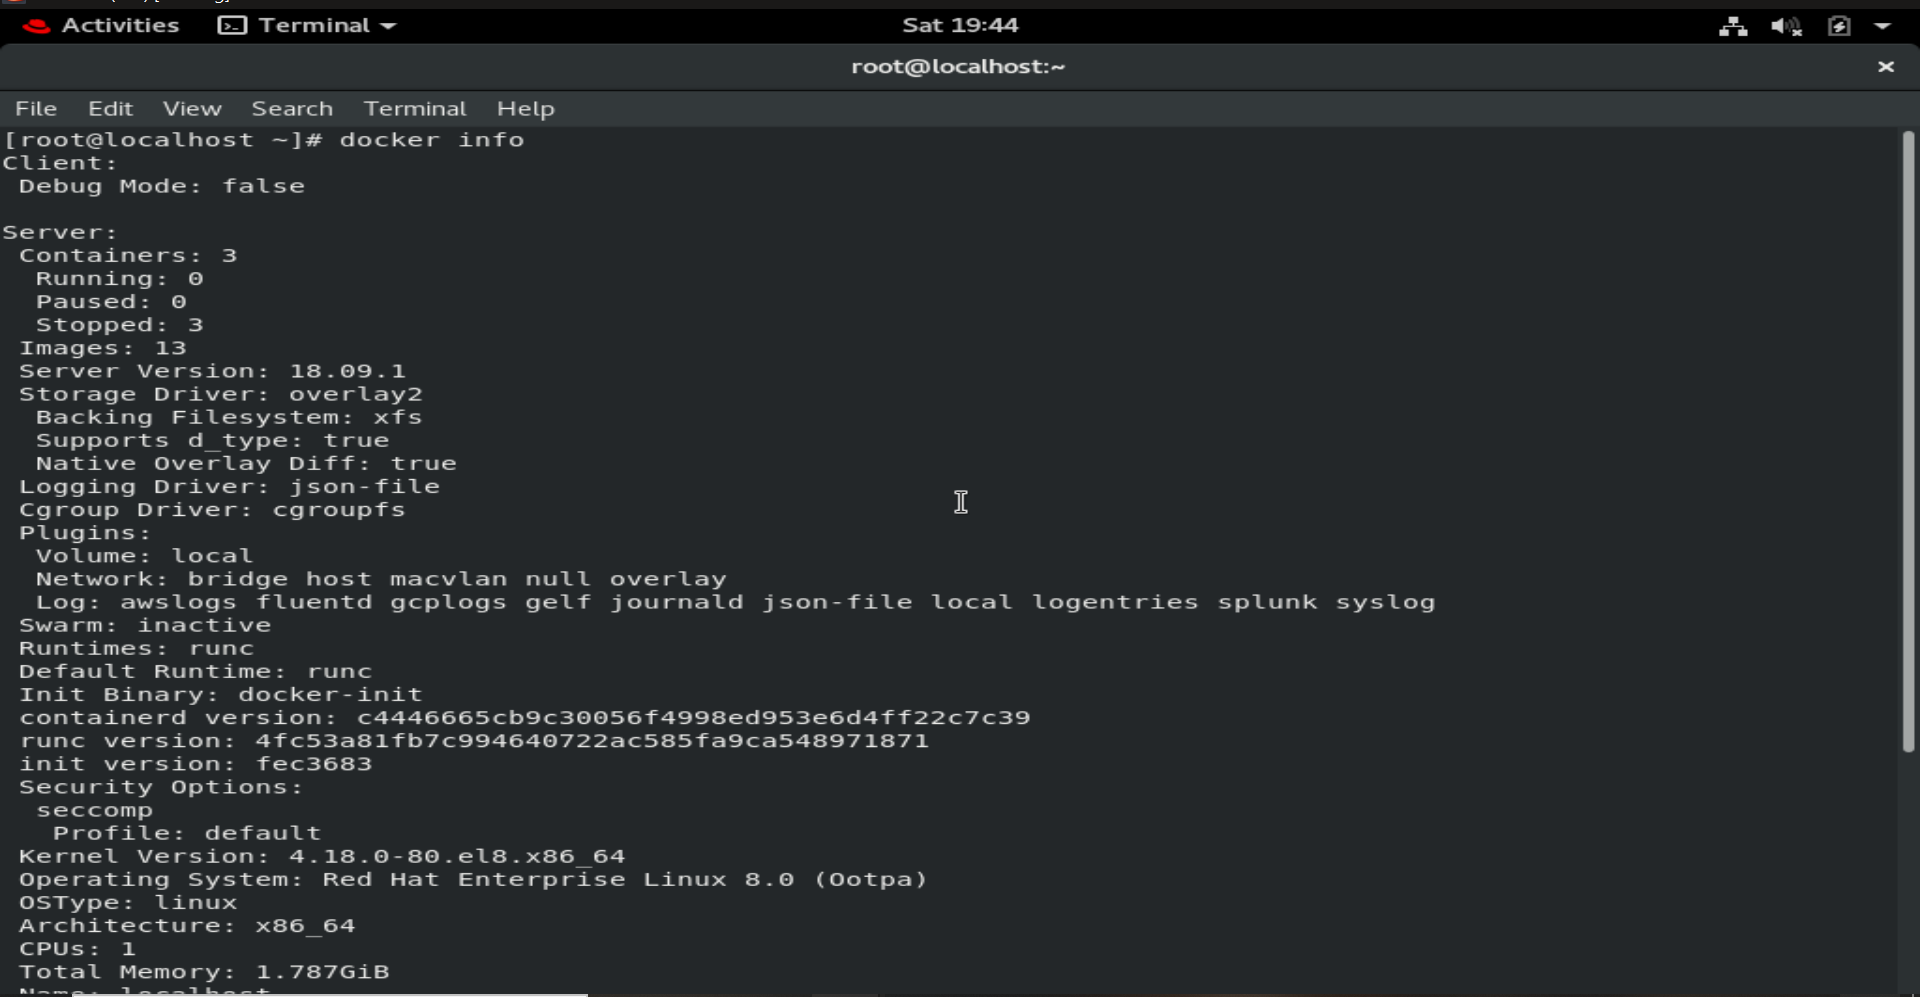 Activities Terminal Sat 19:44
root@localhost:~ ×
File Edit View Search Terminal Help
[root@localhost ~]# docker info
Client:
 Debug Mode: false

Server:
 Containers: 3
  Running: 0
  Paused: 0
  Stopped: 3
 Images: 13
 Server Version: 18.09.1
 Storage Driver: overlay2
  Backing Filesystem: xfs
  Supports d_type: true
  Native Overlay Diff: true
 Logging Driver: json-file
 Cgroup Driver: cgroupfs
 Plugins:
  Volume: local
  Network: bridge host macvlan null overlay
  Log: awslogs fluentd gcplogs gelf journald json-file local logentries splunk syslog
 Swarm: inactive
 Runtimes: runc
 Default Runtime: runc
 Init Binary: docker-init
 containerd version: c4446665cb9c30056f4998ed953e6d4ff22c7c39
 runc version: 4fc53a81fb7c994640722ac585fa9ca548971871
 init version: fec3683
 Security Options:
  seccomp
   Profile: default
 Kernel Version: 4.18.0-80.el8.x86_64
 Operating System: Red Hat Enterprise Linux 8.0 (Ootpa)
 OSType: linux
 Architecture: x86_64
 CPUs: 1
 Total Memory: 1.787GiB
 Name: localhost